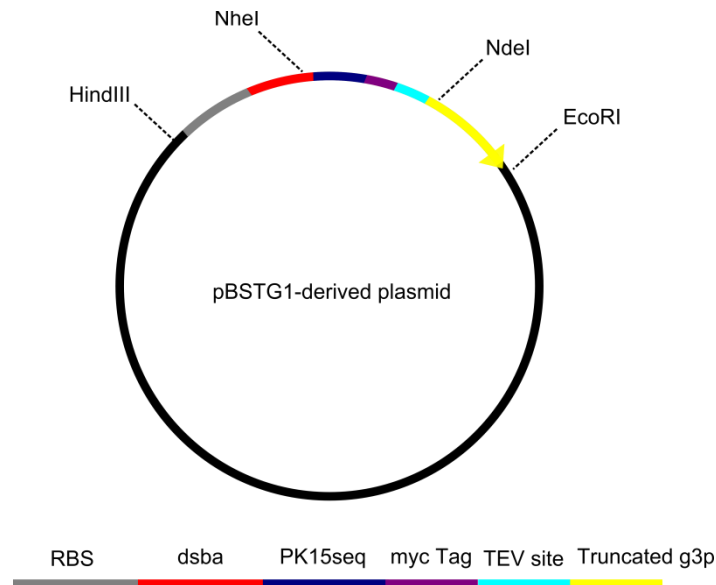 NheI
NdeI
HindIII
EcoRI
pBSTG1-derived plasmid
RBS dsba PK15seq myc Tag TEV site Truncated g3p